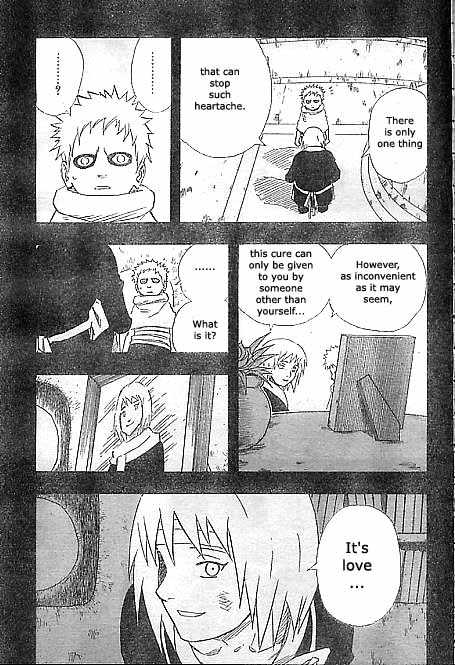 There
is only
one thing
that can
stop
such
heartache.
..........
.........?
However,
as inconvenient
as it may
seem,
this cure can
only be given
to you by
someone
other than
yourself...
......
What
is it?
It's
love
...